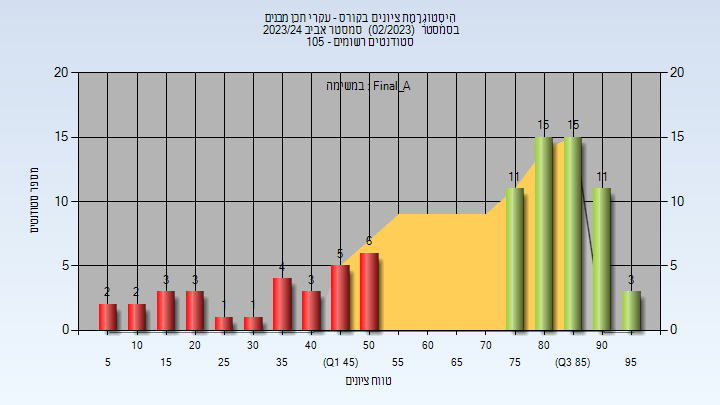 היסטוגרמת ציונים בקורס - עקרי תכן מבנים
בסמסטר (02/2023) סמסטר אביב 2023/24
סטודנטים רשומים - 105
במשימה : Final_A
מספר סטודנטים
20 20
15 15
10 10
5 5
0 0
2 2 3 3 1 1 4 3 5 6 11 15 15 11 3
10 20 30 40 50 60 70 80 90
5 15 25 35 (Q1 45) 55 65 75 (Q3 85) 95
טווח ציונים